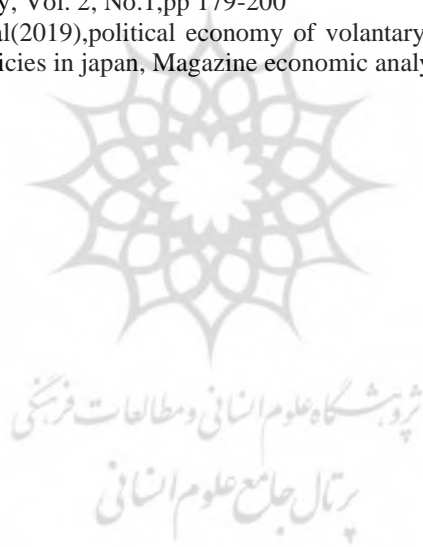 y, Vol. 2, No.1,pp 179-200
al(2019),political economy of volantary
icies in japan, Magazine economic analy
پژوهشگاه علوم انسانی و مطالعات فرهنگی
پرتال جامع علوم انسانی